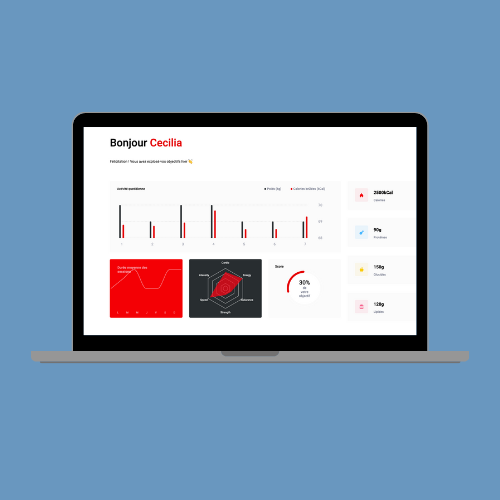 Bonjour Cecilia
Félicitation ! Vous avez explosé vos objectifs hier
Activité quotidienne
Poids (kg)
Calories brûlées (kCal)
1 2 3 4 5 6 7
Durée moyenne des
sessions
Cardio
Energy
Endurance
Strength
Speed
Intensity
Score
30%
de
votre
objectif
2500kCal
Calories
90g
Proteines
150g
Glucides
120g
Lipides